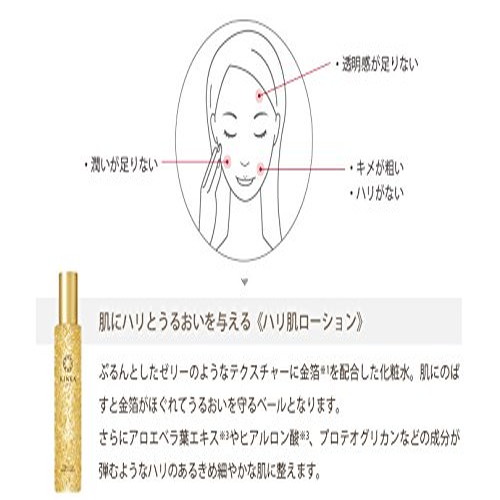 ・透明感が足りない
・潤いが足りない
・キメが粗い
・ハリがない
肌にハリとうるおいを与える《ハリ肌ローション》
ぷるんとしたゼリーのようなテクスチャーに金箔※1を配合した化粧水。肌にのば
すと金箔がほぐれてうるおいを守るベールとなります。
さらにアロエベラ葉エキス※3やヒアルロン酸※3、プロテオグリカンなどの成分が
弾むようなハリのあるきめ細やかな肌に整えます。
KINKA